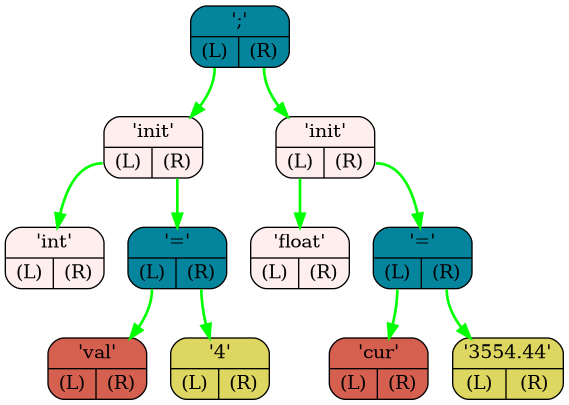 ';'
(L) (R)
'init' 'init'
(L) (R) (L) (R)
'int' '=' 'float' '='
(L) (R) (L) (R) (L) (R) (L) (R)
'val' '4' 'cur' '3554.44'
(L) (R) (L) (R) (L) (R) (L) (R)